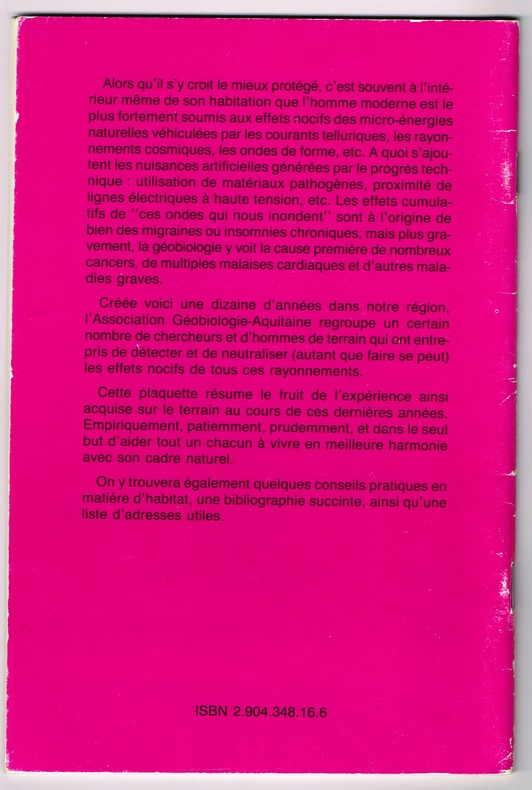 Alors qu'il s'y croit le mieux protégé, c'est souvent à l'inté-
rieur même de son habitation que l'homme moderne est le
plus fortement soumis aux effets nocifs des micro-énergies
naturelles véhiculées par les courants telluriques, les rayon-
nements cosmiques, les ondes de forme, etc. A quoi s'ajou-
tent les nuisances artificielles générées par le progrès tech-
nique : utilisation de matériaux pathogènes, proximité de
lignes électriques à haute tension, etc. Les effets cumula-
tifs de ''ces ondes qui nous inondent'' sont à l'origine de
bien des migraines ou insomnies chroniques, mais plus gra-
vement, la géobiologie y voit la cause première de nombreux
cancers, de multiples malaises cardiaques et d'autres mala-
dies graves.
Créée voici une dizaine d'années dans notre région,
l'Association Géobiologie-Aquitaine regroupe un certain
nombre de chercheurs et d'hommes de terrain qui ont entre-
pris de détecter et de neutraliser (autant que faire se peut)
les effets nocifs de tous ces rayonnements.
Cette plaquette résume le fruit de l'expérience ainsi
acquise sur le terrain au cours de ces dernières années.
Empiriquement, patiemment, prudemment, et dans le seul
but d'aider tout un chacun à vivre en meilleure harmonie
avec son cadre naturel.
On y trouvera également quelques conseils pratiques en
matière d'habitat, une bibliographie succinte, ainsi qu'une
liste d'adresses utiles.
ISBN 2.904.348.16.6